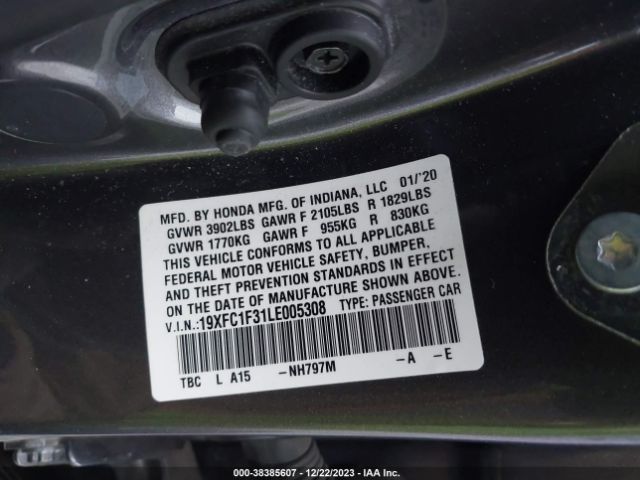 MFD. BY HONDA MFG. OF INDIANA, LLC 01/'20
GVWR 3902LBS GAWR F 2105LBS R 1829LBS
GVWR 1770KG GAWR F 955KG R 830KG
THIS VEHICLE CONFORMS TO ALL APPLICABLE
FEDERAL MOTOR VEHICLE SAFETY, BUMPER,
AND THEFT PREVENTION STANDARDS IN EFFECT
ON THE DATE OF MANUFACTURE SHOWN ABOVE.
V.I.N.:19XFC1F31LE005308 TYPE: PASSENGER CAR
TBC L A15 -NH797M -A -E
000-38385607 - 12/22/2023 - IAA Inc.